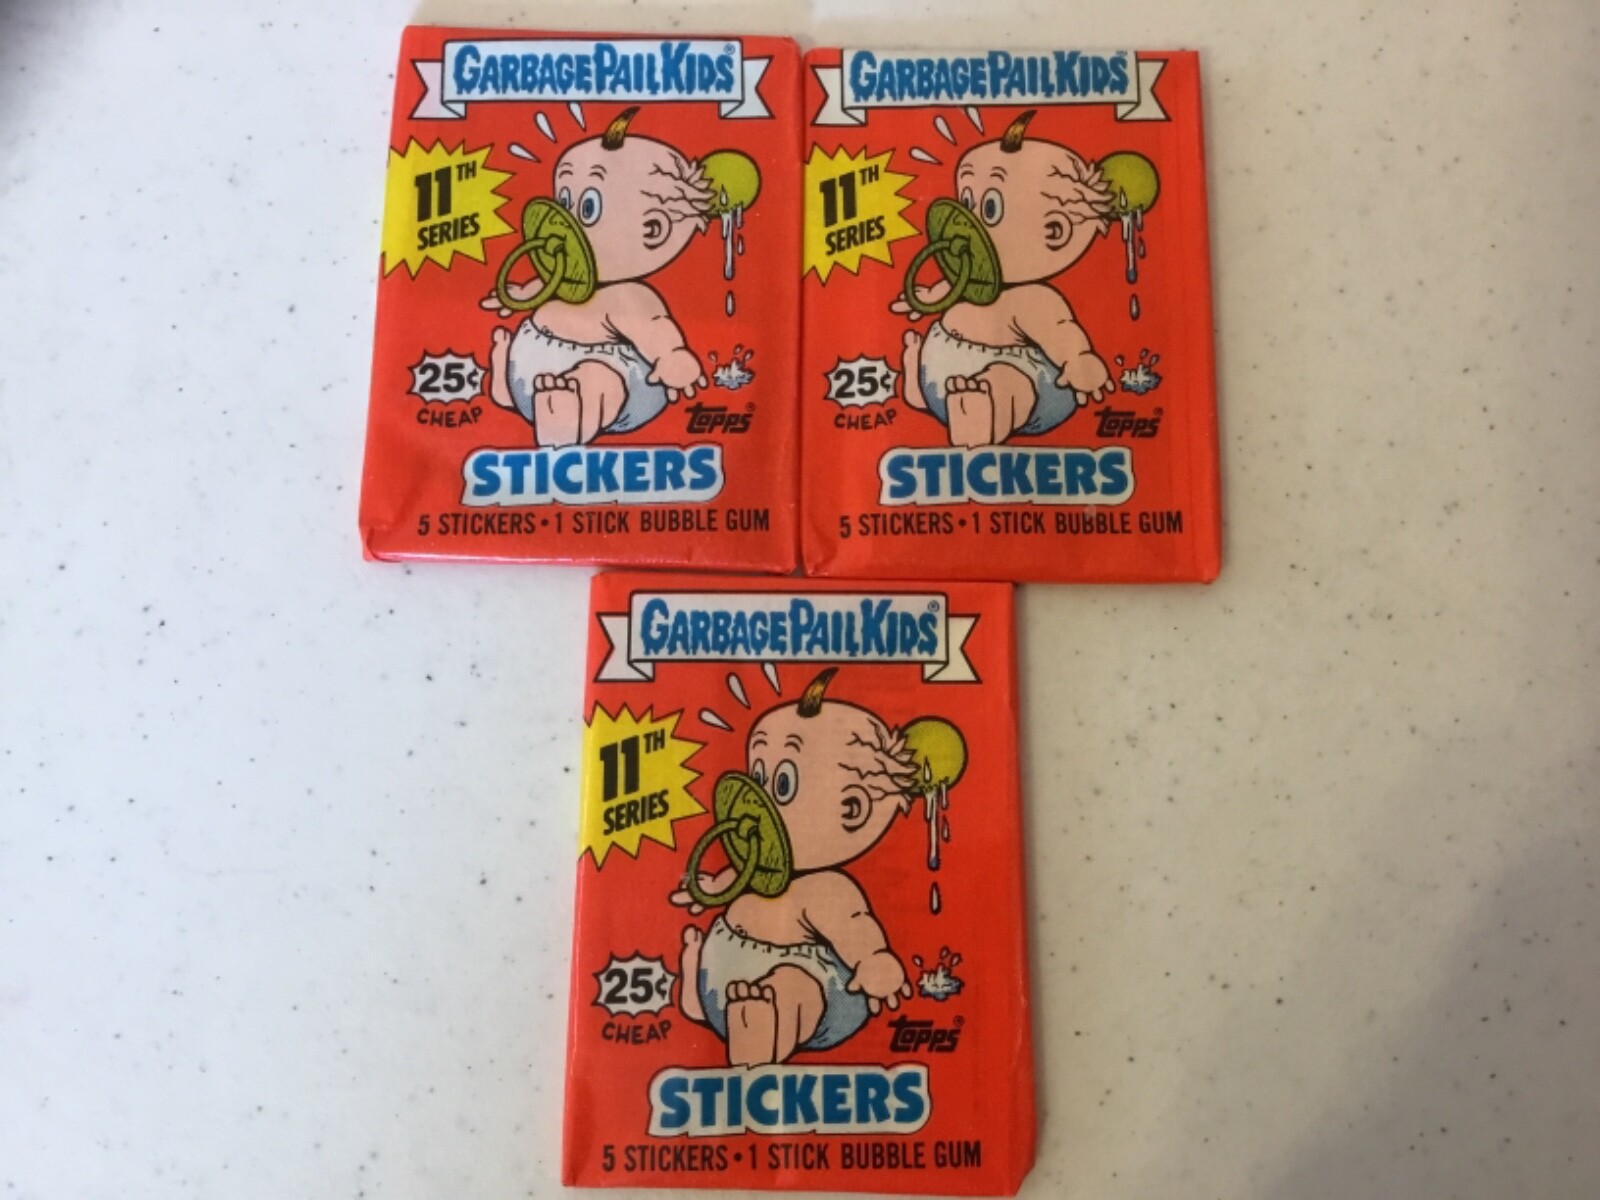 GARBAGE PAIL KIDS®
11TH
SERIES
25¢
CHEAP
Topps®
STICKERS
5 STICKERS • 1 STICK BUBBLE GUM
GARBAGE PAIL KIDS
11TH
SERIES
25¢
CHEAP
Topps®
STICKERS
5 STICKERS • 1 STICK BUBBLE GUM
GARBAGE PAIL KIDS®
11TH
SERIES
25¢
CHEAP
Topps®
STICKERS
5 STICKERS • 1 STICK BUBBLE GUM